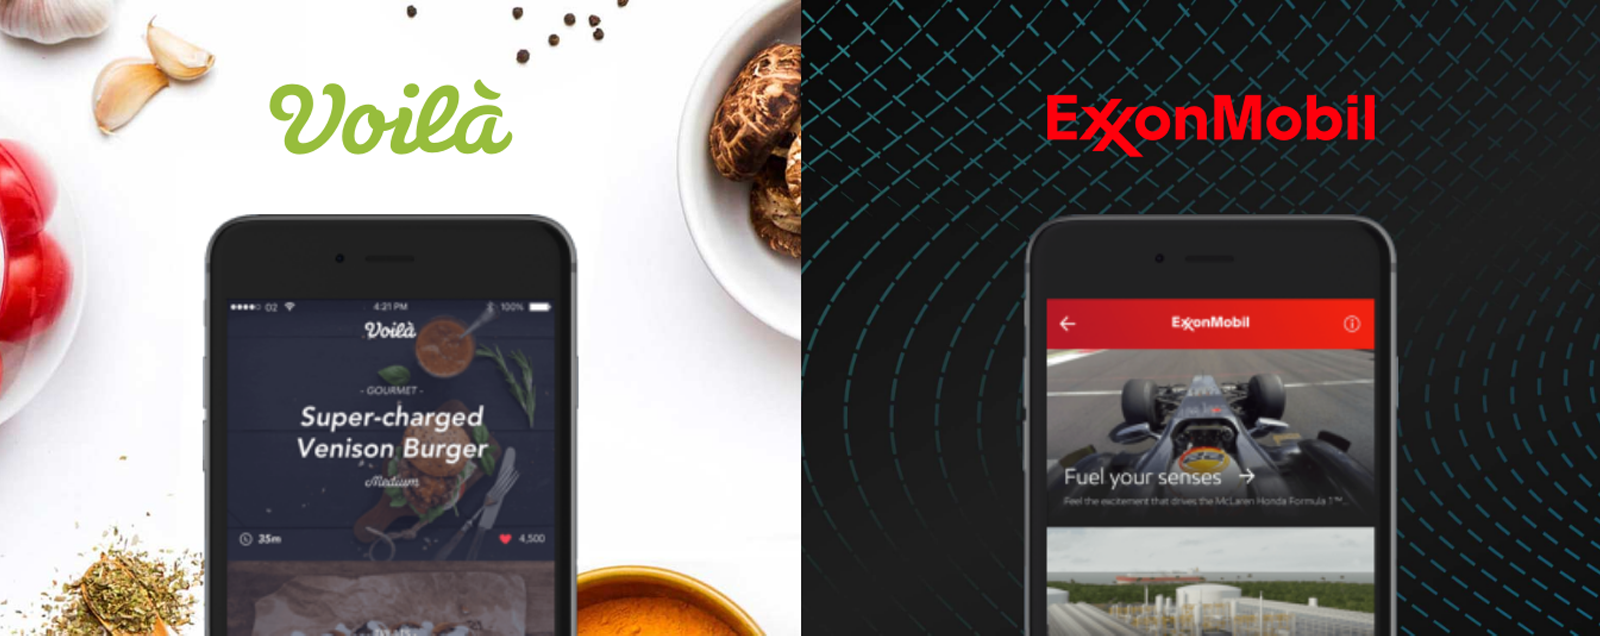 Voilà
O2
4:21 PM
100%
Voilà
- GOURMET -
Super-charged
Venison Burger
Medium
35m
4,500
ExxonMobil
ExxonMobil
Fuel your senses →
Feel the excitement that drives the McLaren Honda Formula 1™...